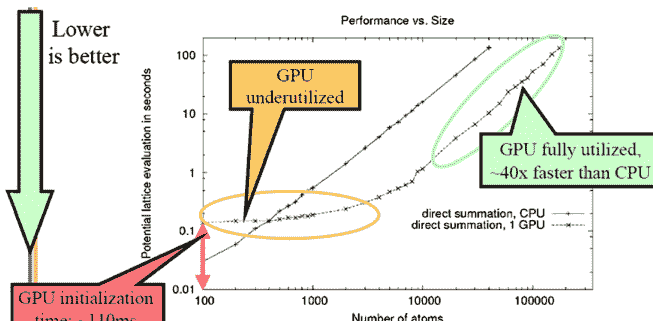 Performance vs. Size
Lower
is better
GPU
underutilized
GPU fully utilized,
~40x faster than CPU
direct summation, CPU
direct summation, 1 GPU
Potential lattice evaluation in seconds
100
10
1
0.1
0.01
100
1000
10000
100000
Number of atoms
GPU initialization
time: ~110ms